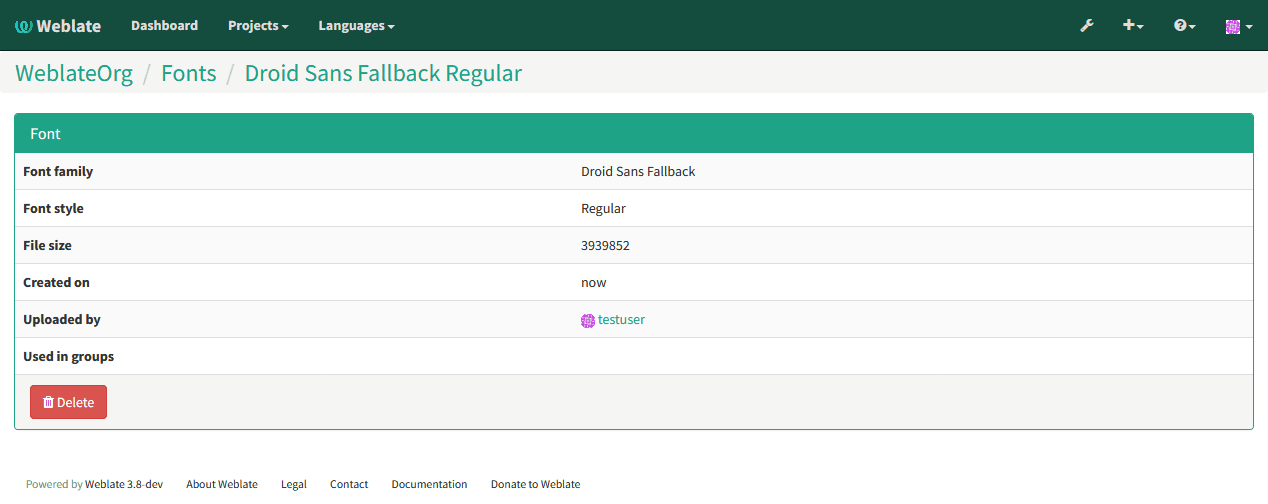 Weblate Dashboard Projects Languages
WeblateOrg / Fonts / Droid Sans Fallback Regular
Font
Font family Droid Sans Fallback
Font style Regular
File size 3939852
Created on now
Uploaded by testuser
Used in groups
Delete
Powered by Weblate 3.8-dev About Weblate Legal Contact Documentation Donate to Weblate